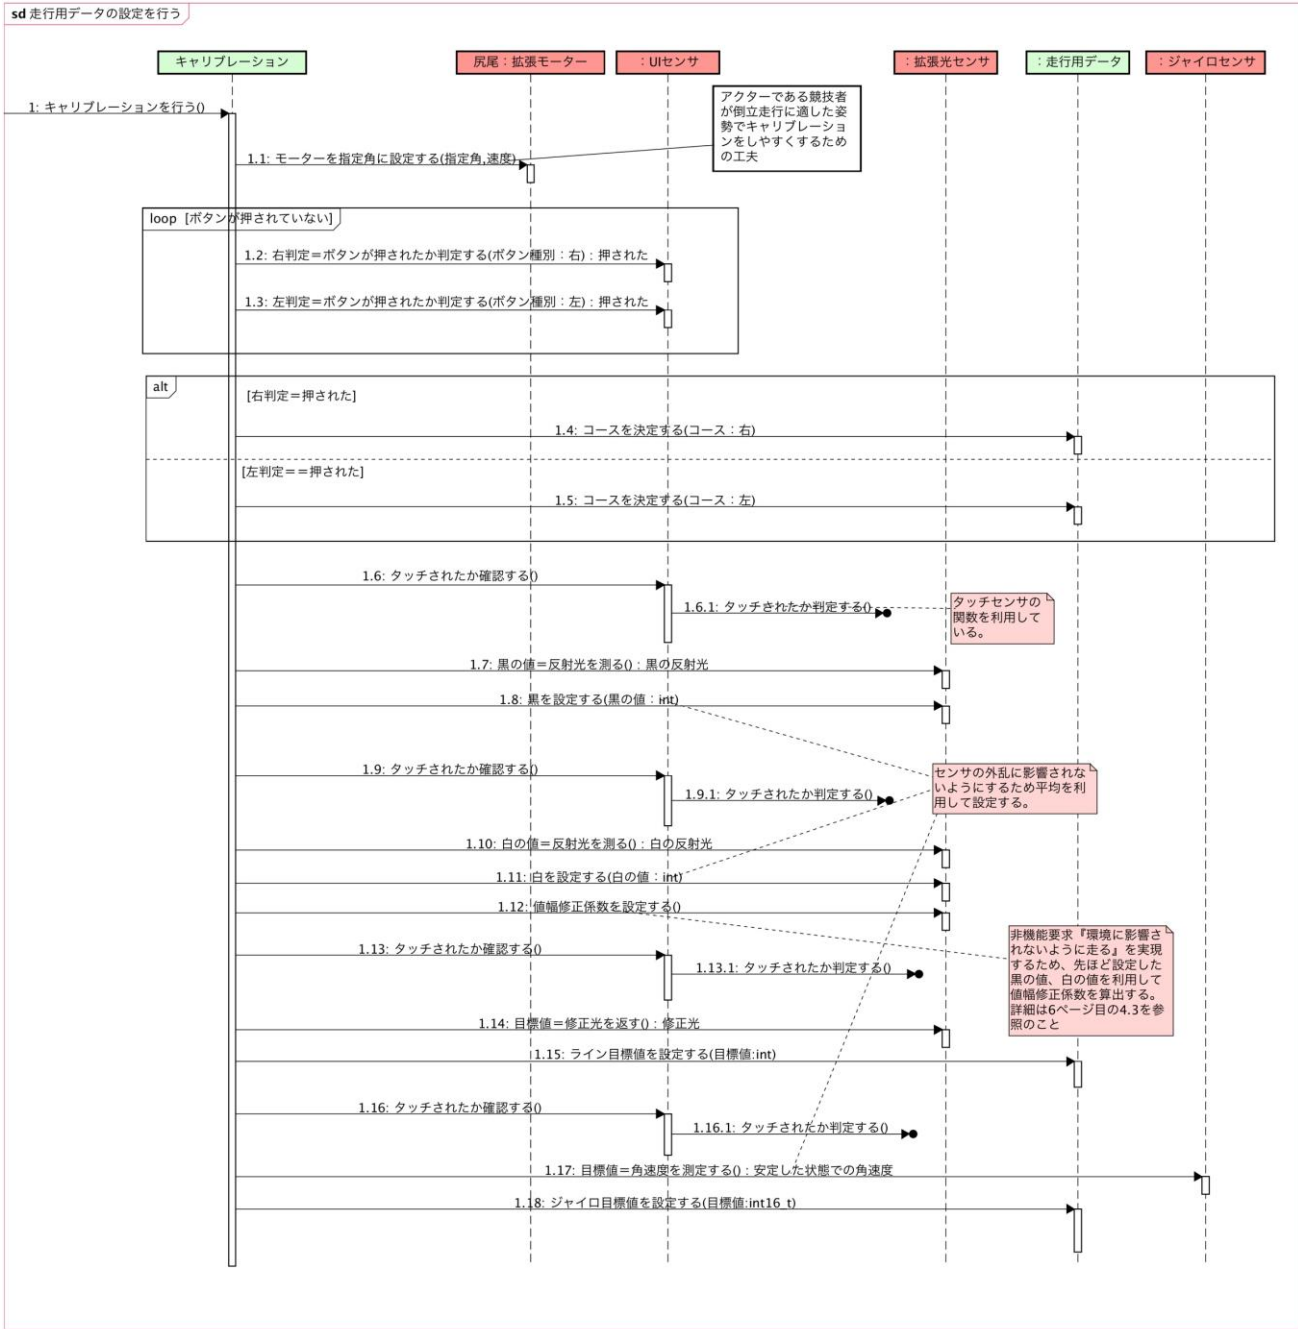 sd 走行用データの設定を行う
キャリブレーション
尻尾：拡張モーター
：UIセンサ
：拡張光センサ
：走行用データ
：ジャイロセンサ
1: キャリブレーションを行う()
アクターである競技者
が倒立走行に適した姿
勢でキャリブレーショ
ンをしやすくするため
の工夫
1.1: モーターを指定角に設定する(指定角,速度)
loop [ボタンが押されていない]
1.2: 右判定＝ボタンが押されたか判定する(ボタン種別：右) : 押された
1.3: 左判定＝ボタンが押されたか判定する(ボタン種別：左) : 押された
alt
[右判定＝押された]
1.4: コースを決定する(コース：右)
[左判定＝＝押された]
1.5: コースを決定する(コース：左)
1.6: タッチされたか確認する()
1.6.1: タッチされたか判定する()
タッチセンサの
関数を利用して
いる。
1.7: 黒の値＝反射光を測る() : 黒の反射光
1.8: 黒を設定する(黒の値：int)
1.9: タッチされたか確認する()
センサの外乱に影響されな
いようにするため平均を利
用して設定する。
1.9.1: タッチされたか判定する()
1.10: 白の値＝反射光を測る() : 白の反射光
1.11: 白を設定する(白の値：int)
1.12: 値幅修正係数を設定する()
非機能要求『環境に影響さ
れないように走る』を実現
するため、先ほど設定した
黒の値、白の値を利用して
値幅修正係数を算出する。
詳細は6ページ目の4.3を参
照のこと
1.13: タッチされたか確認する()
1.13.1: タッチされたか判定する()
1.14: 目標値＝修正光を返す() : 修正光
1.15: ライン目標値を設定する(目標値:int)
1.16: タッチされたか確認する()
1.16.1: タッチされたか判定する()
1.17: 目標値＝角速度を測定する() : 安定した状態での角速度
1.18: ジャイロ目標値を設定する(目標値:int16_t)